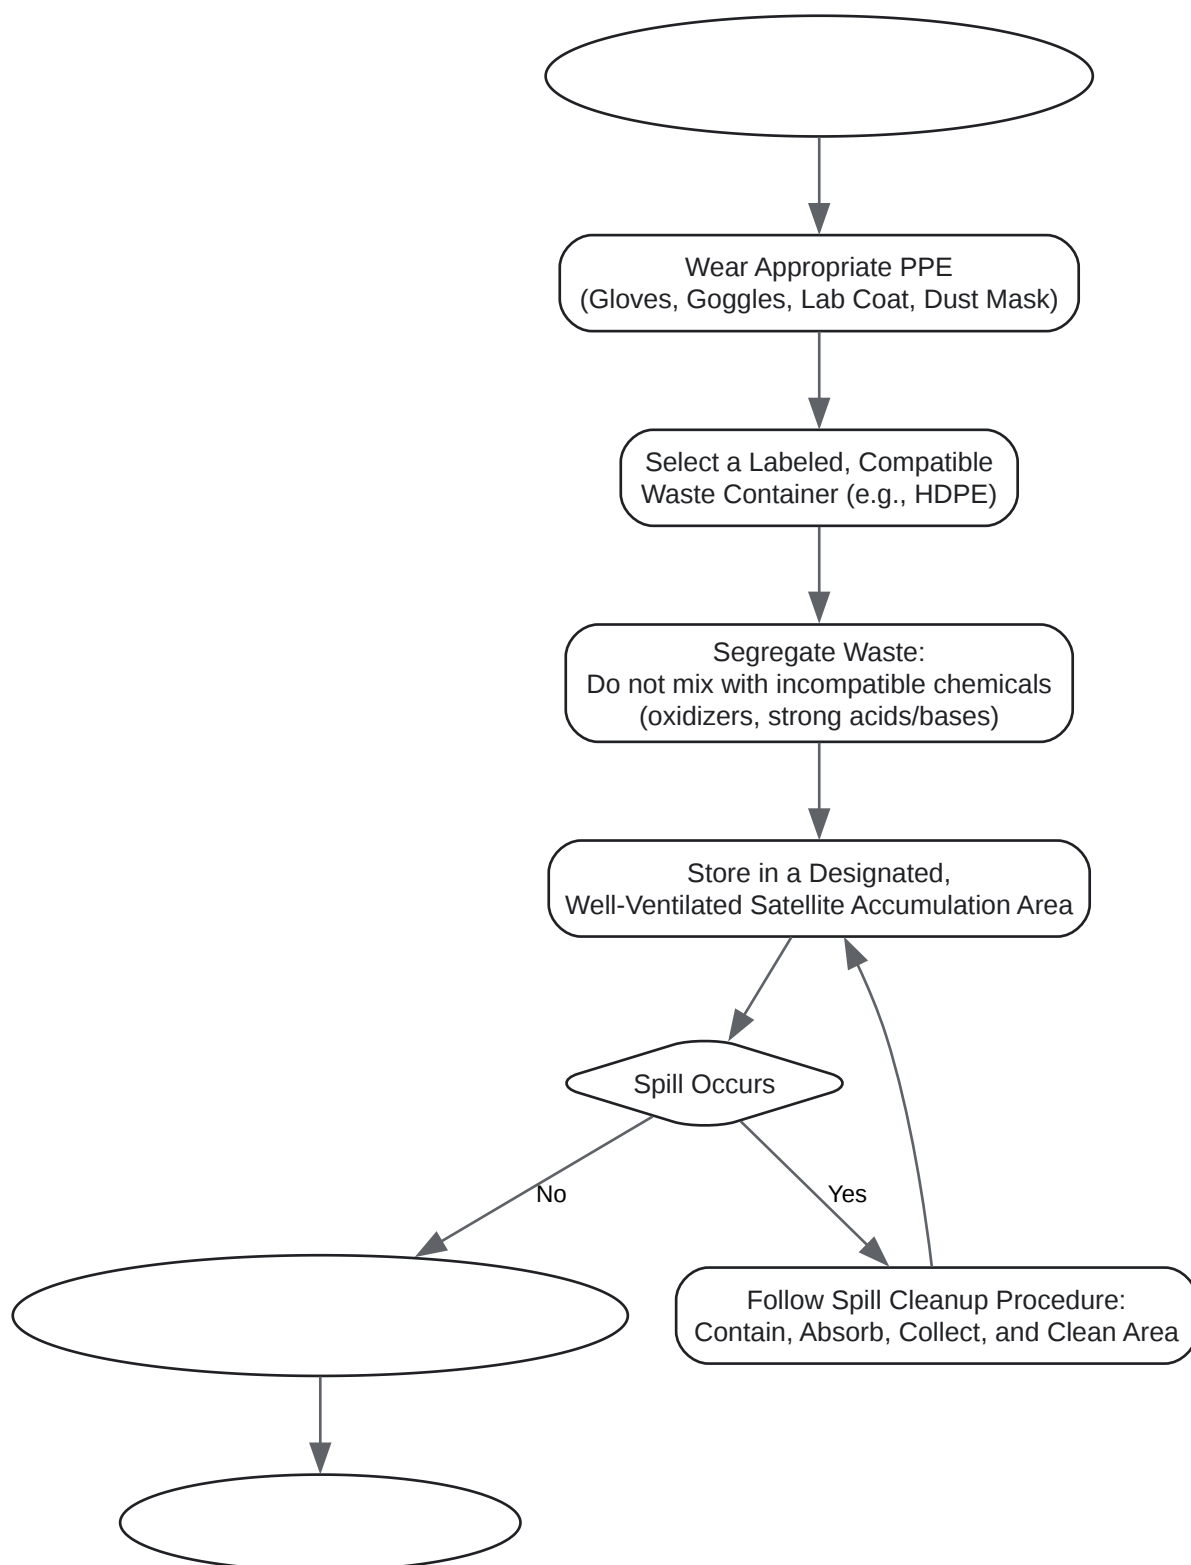 Wear Appropriate PPE
(Gloves, Goggles, Lab Coat, Dust Mask)
Select a Labeled, Compatible
Waste Container (e.g., HDPE)
Segregate Waste:
Do not mix with incompatible chemicals
(oxidizers, strong acids/bases)
Store in a Designated,
Well-Ventilated Satellite Accumulation Area
Spill Occurs
No
Yes
Follow Spill Cleanup Procedure:
Contain, Absorb, Collect, and Clean Area